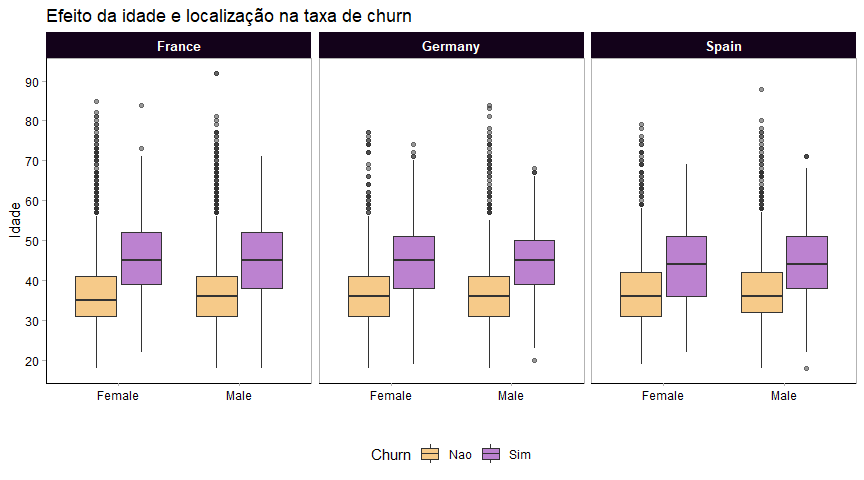 Efeito da idade e localização na taxa de churn
France Germany Spain
Idade
90
80
70
60
50
40
30
20
Female Male Female Male Female Male
Churn Nao Sim